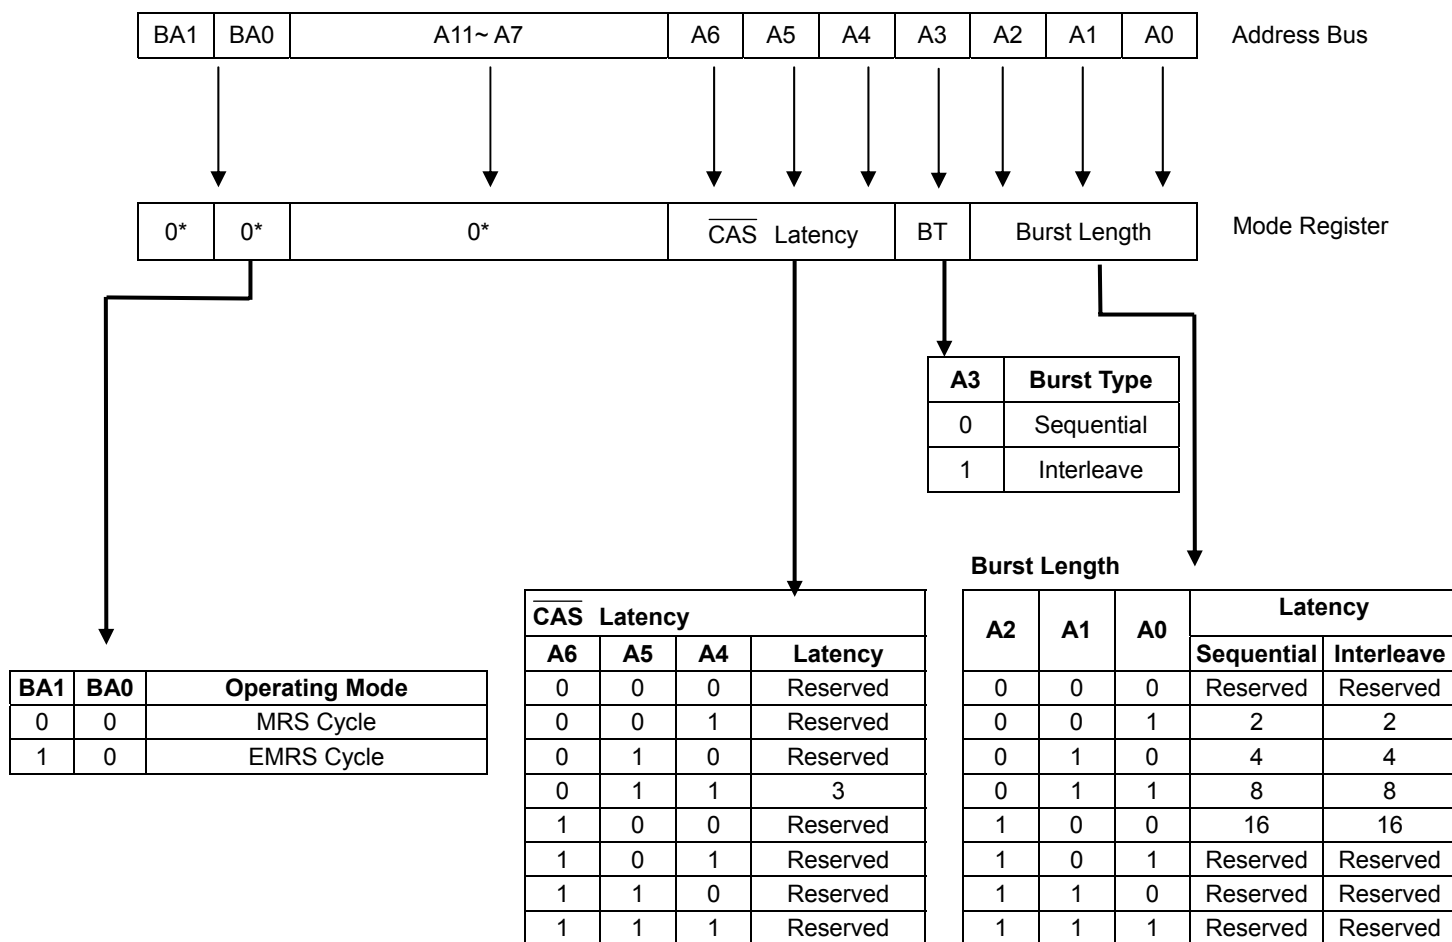 BA1 BA0 A11~ A7 A6 A5 A4 A3 A2 A1 A0 Address Bus
0* 0* 0* CAS Latency BT Burst Length Mode Register
A3 Burst Type
0 Sequential
1 Interleave
BA1 BA0 Operating Mode
0 0 MRS Cycle
1 0 EMRS Cycle
CAS Latency
A6 A5 A4 Latency
0 0 0 Reserved
0 0 1 Reserved
0 1 0 Reserved
0 1 1 3
1 0 0 Reserved
1 0 1 Reserved
1 1 0 Reserved
1 1 1 Reserved
Burst Length
A2 A1 A0 Latency
Sequential Interleave
0 0 0 Reserved Reserved
0 0 1 2 2
0 1 0 4 4
0 1 1 8 8
1 0 0 16 16
1 0 1 Reserved Reserved
1 1 0 Reserved Reserved
1 1 1 Reserved Reserved